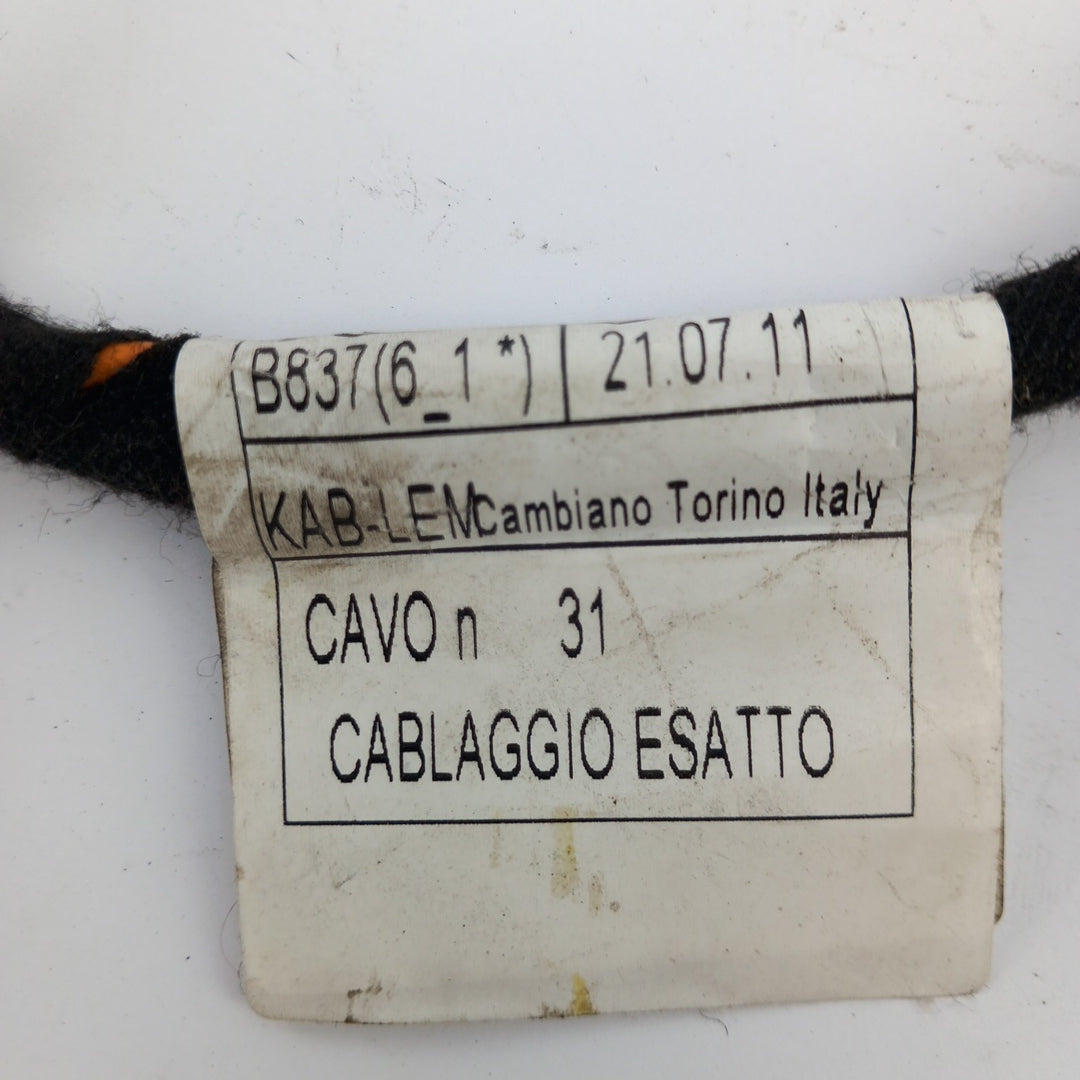 B837(6_1 *) 21.07.11
KAB-LEM Cambiano Torino Italy
CAVO n 31
CABLAGGIO ESATTO